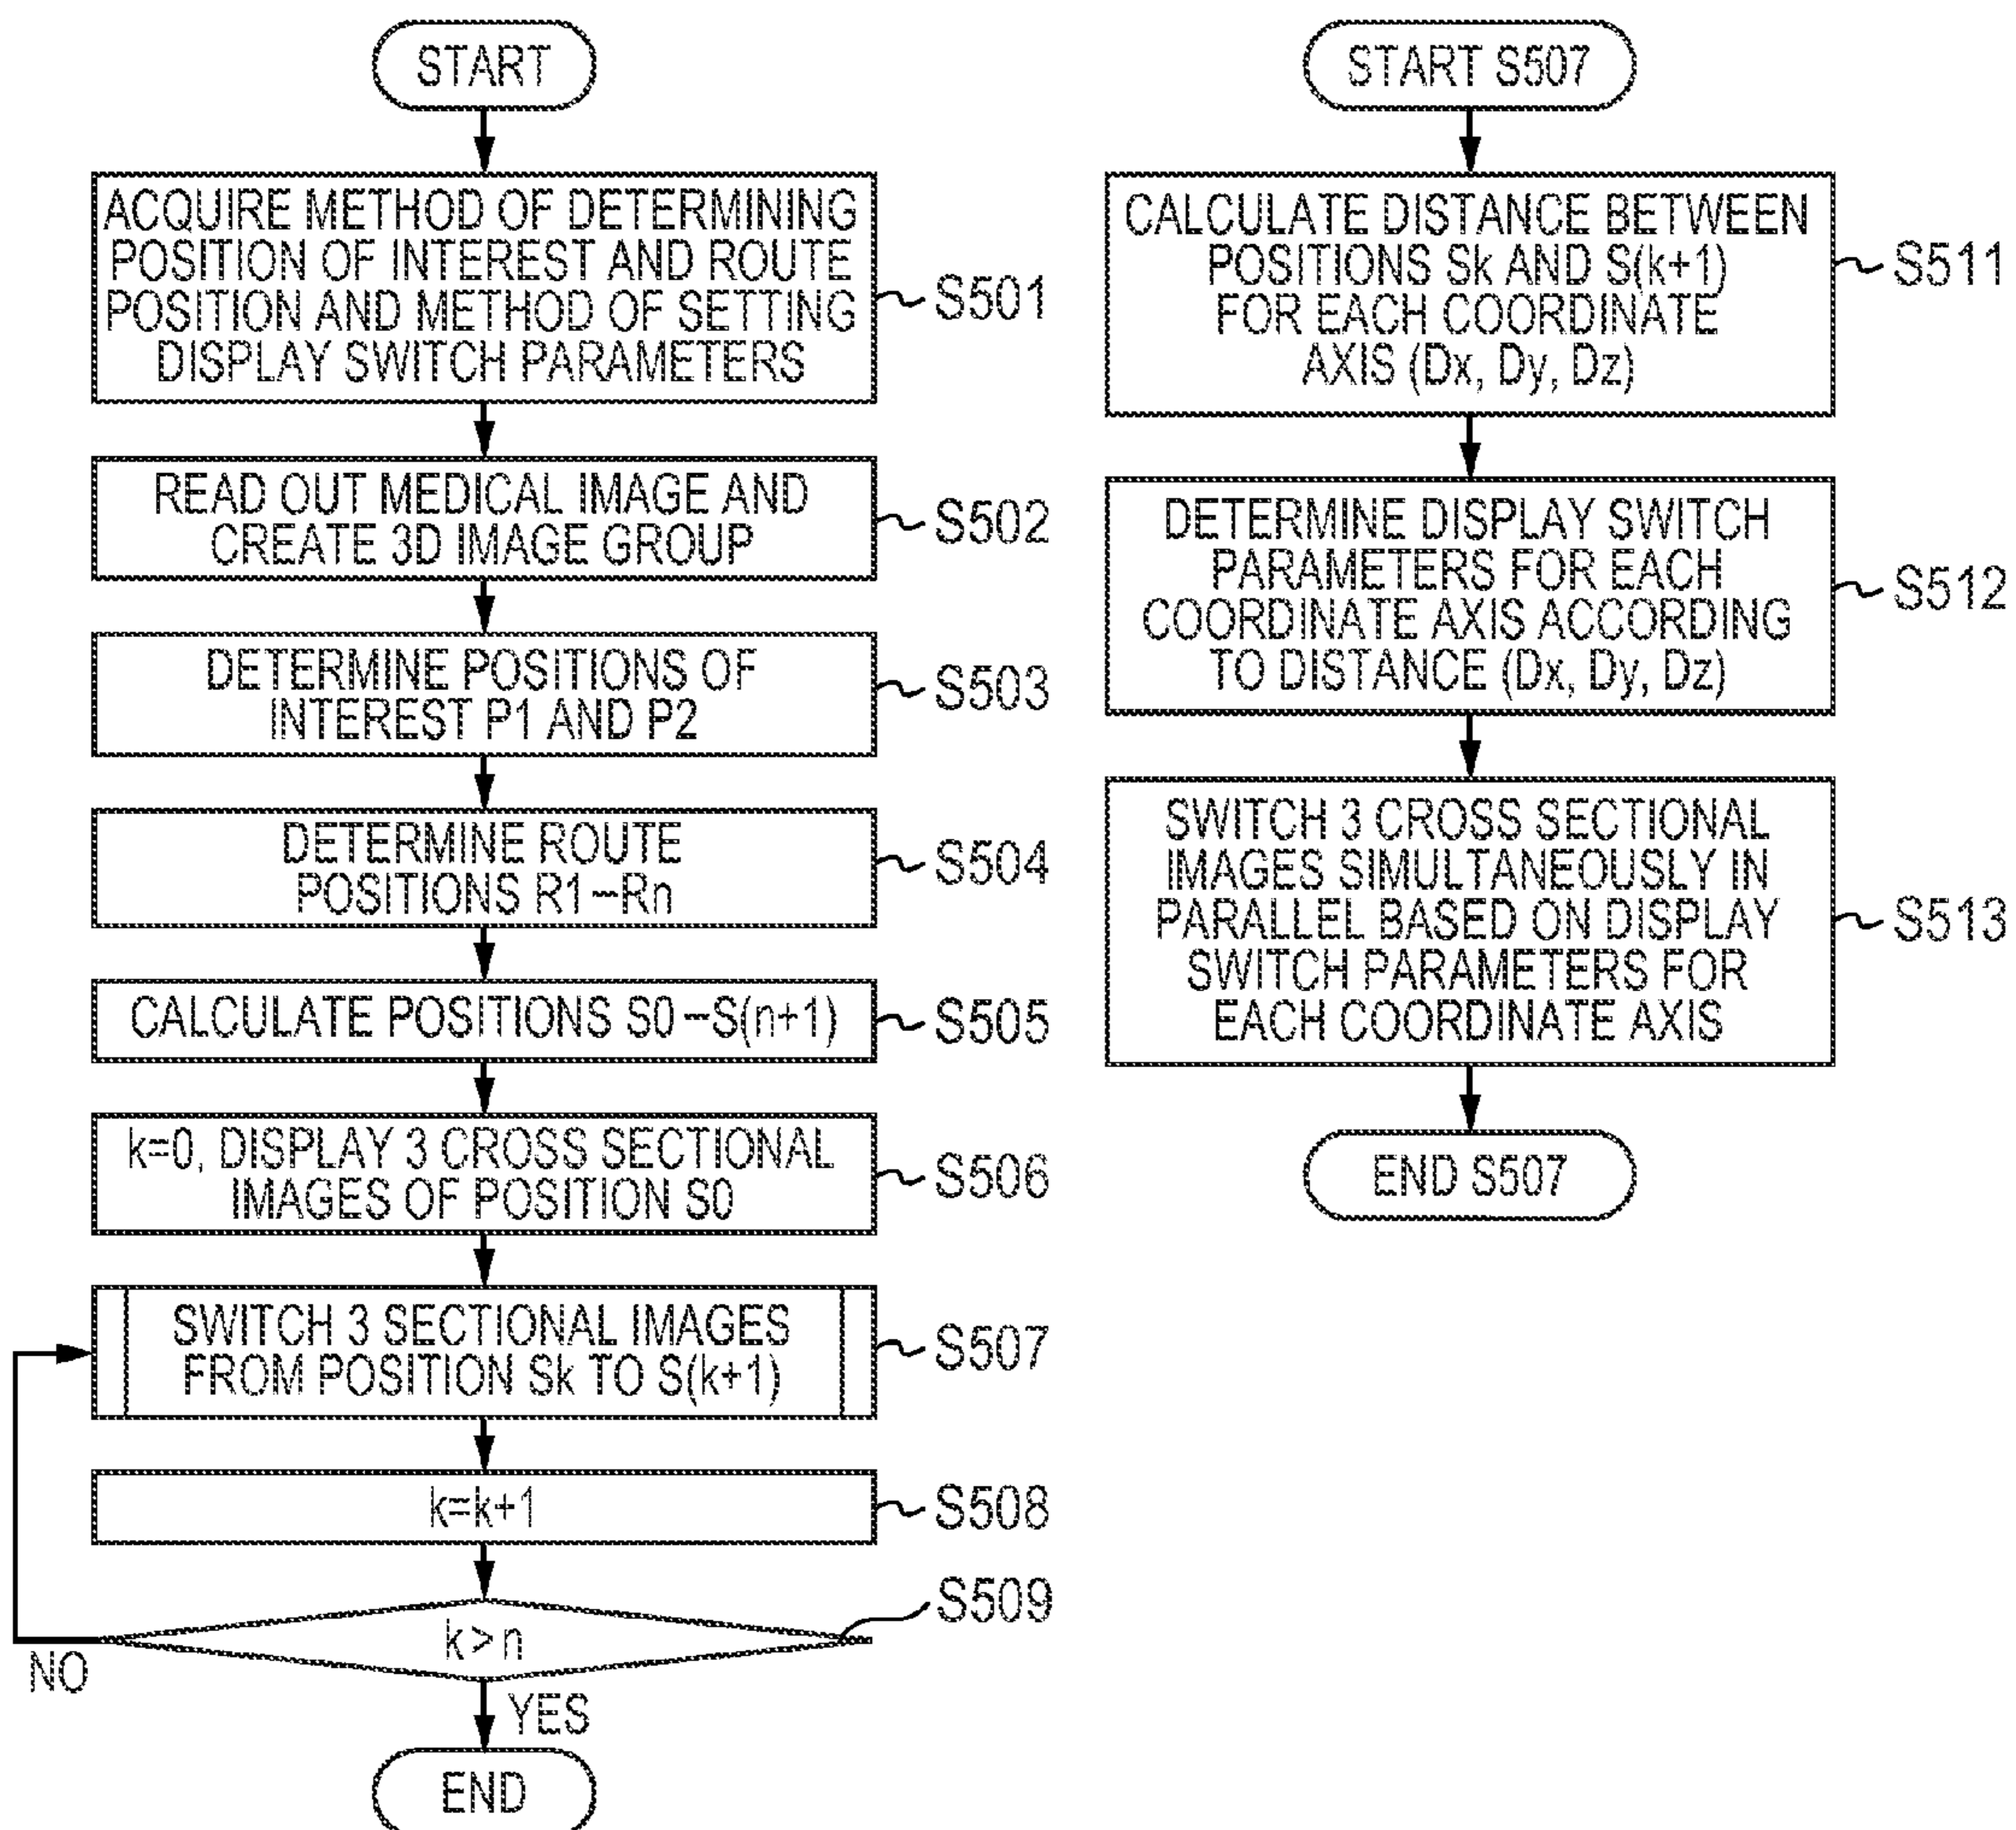 START
ACQUIRE METHOD OF DETERMINING
POSITION OF INTEREST AND ROUTE
POSITION AND METHOD OF SETTING
DISPLAY SWITCH PARAMETERS
S501
READ OUT MEDICAL IMAGE AND
CREATE 3D IMAGE GROUP
S502
DETERMINE POSITIONS OF
INTEREST P1 AND P2
S503
DETERMINE ROUTE
POSITIONS R1–Rn
S504
CALCULATE POSITIONS S0–S(n+1)
S505
k=0, DISPLAY 3 CROSS SECTIONAL
IMAGES OF POSITION S0
S506
SWITCH 3 SECTIONAL IMAGES
FROM POSITION Sk TO S(k+1)
S507
k=k+1
S508
k>n
S509
NO
YES
END
START S507
CALCULATE DISTANCE BETWEEN
POSITIONS Sk AND S(k+1)
FOR EACH COORDINATE
AXIS (Dx, Dy, Dz)
S511
DETERMINE DISPLAY SWITCH
PARAMETERS FOR EACH
COORDINATE AXIS ACCORDING
TO DISTANCE (Dx, Dy, Dz)
S512
SWITCH 3 CROSS SECTIONAL
IMAGES SIMULTANEOUSLY IN
PARALLEL BASED ON DISPLAY
SWITCH PARAMETERS FOR
EACH COORDINATE AXIS
S513
END S507